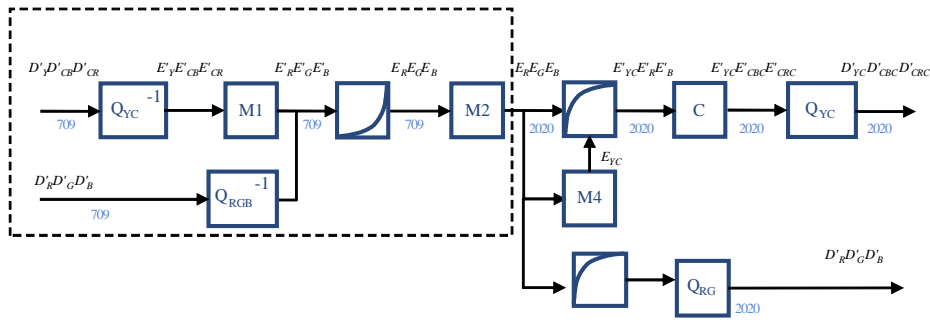 D'YD'CBD'CR E'YE'CBE'CR E'RE'GE'B EREGEB EREGEB E'YCE'RE'B E'YCE'CBCE'CRC D'YCD'CBCD'CRC
QYC-1 M1 M2 C QYC
709 709 709 2020 2020 2020 2020
EYC
D'RD'GD'B QRGB-1 M4
709
D'RD'GD'B
QRG
2020